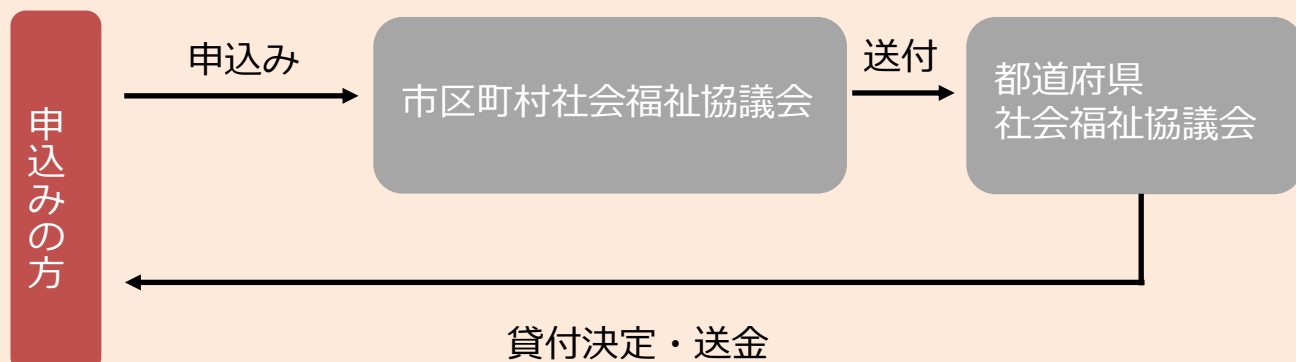 申込みの方
申込み
市区町村社会福祉協議会
送付
都道府県
社会福祉協議会
貸付決定・送金